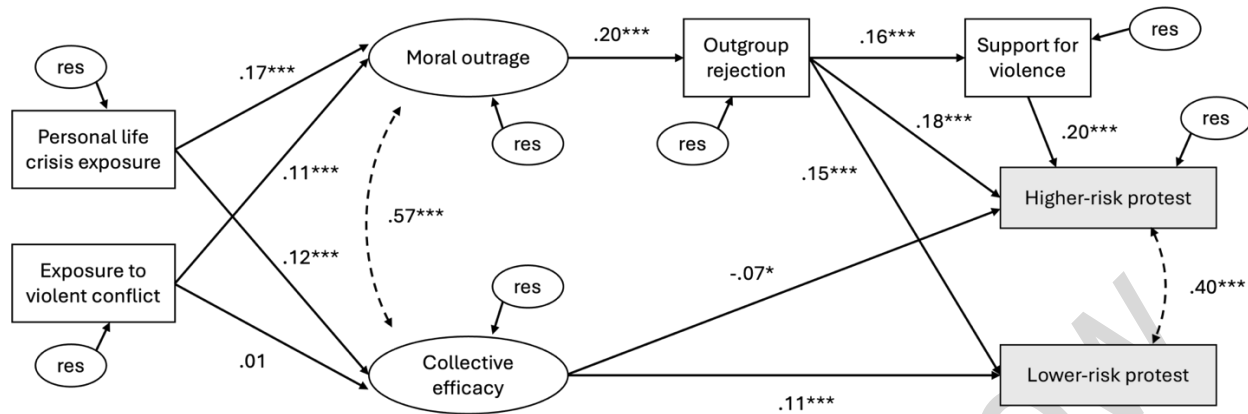 res
Personal life
crisis exposure
Exposure to
violent conflict
res
.17***
.11***
.12***
.01
Moral outrage
res
.57***
res
Collective
efficacy
.20***
Outgroup
rejection
res
.16***
.18***
.15***
-.07*
.11***
Support for
violence
res
.20***
res
Higher-risk protest
.40***
Lower-risk protest